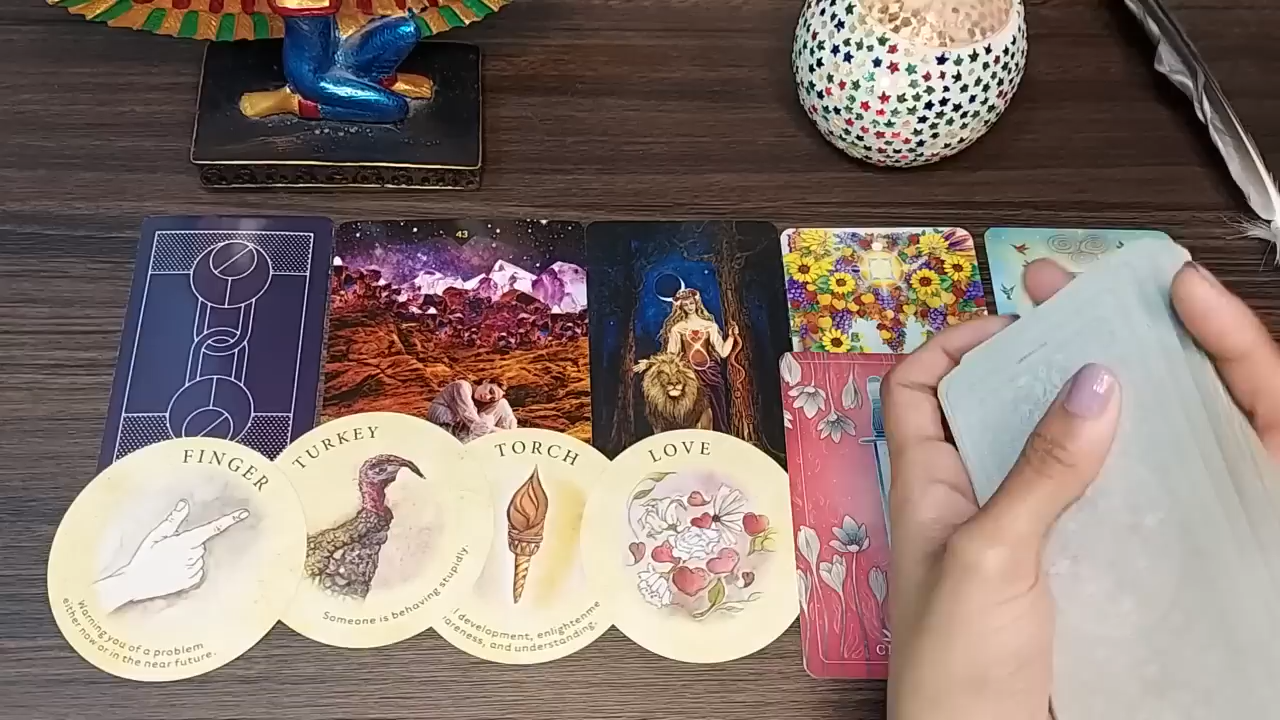 43
FINGER
Warning you of a problem
either now or in the near future.
TURKEY
Someone is behaving stupidly.
TORCH
development, enlightenme
areness, and understanding.
LOVE